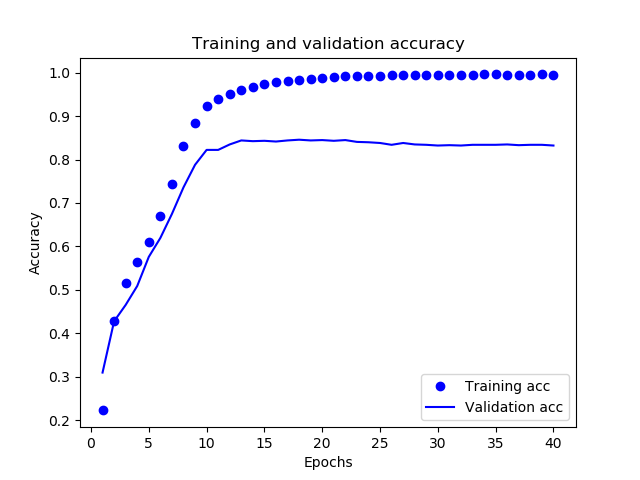 Training and validation accuracy
1.0
0.9
0.8
0.7
0.6
0.5
0.4
0.3
0.2
Accuracy
Training acc
Validation acc
0 5 10 15 20 25 30 35 40
Epochs